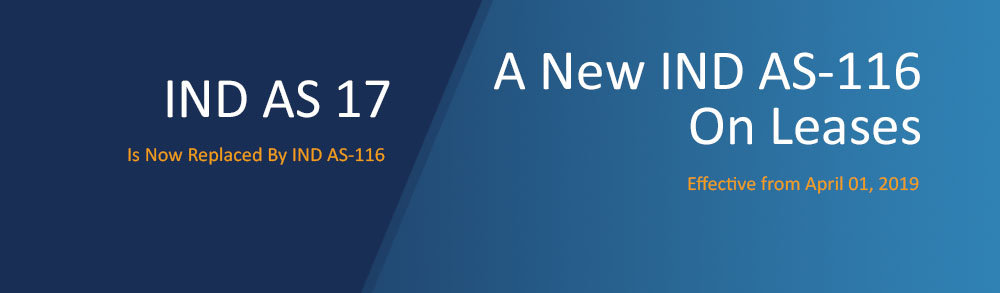 IND AS 17
Is Now Replaced By IND AS-116
A New IND AS-116
On Leases
Effective from April 01, 2019